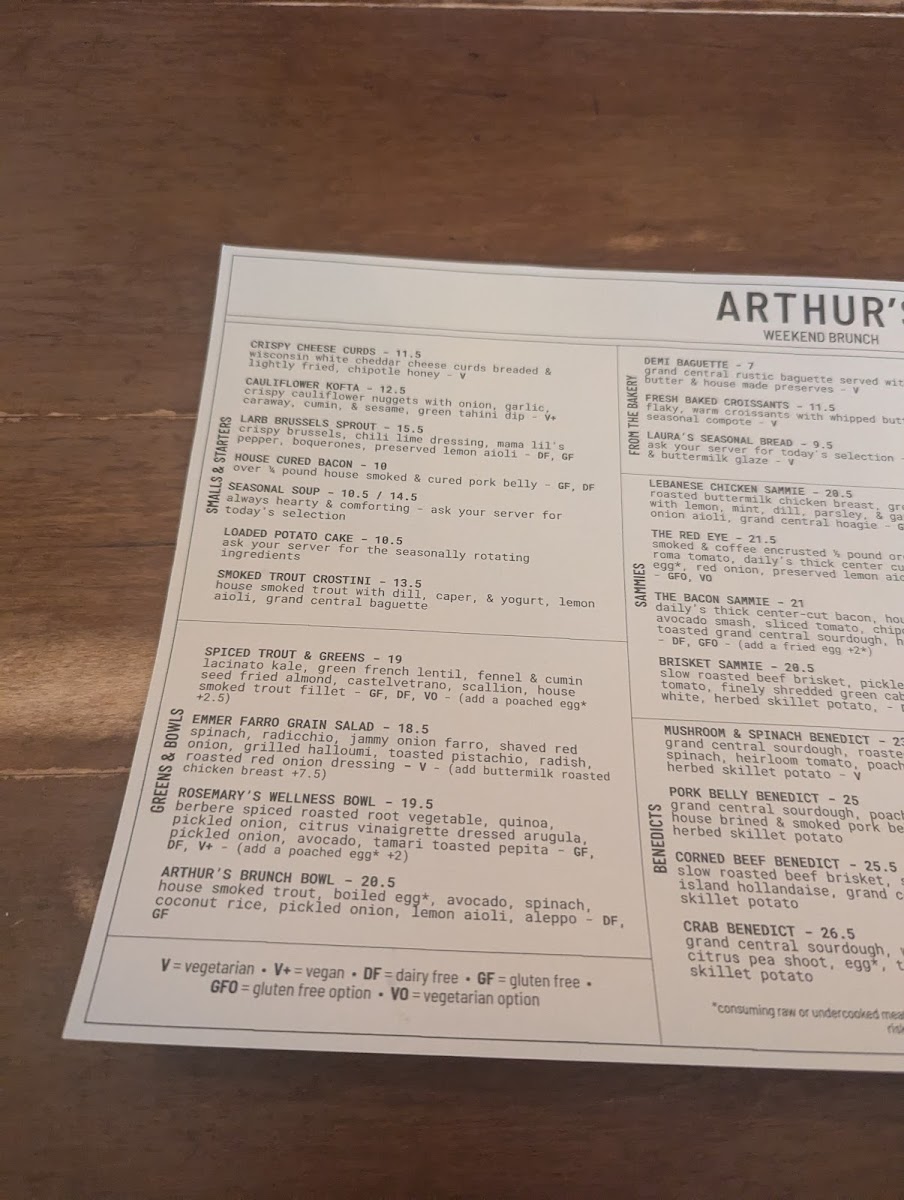 ARTHUR'S
WEEKEND BRUNCH
SMALLS & STARTERS
CRISPY CHEESE CURDS - 11.5
wisconsin white cheddar cheese curds breaded &
lightly fried, chipotle honey - V
CAULIFLOWER KOFTA - 12.5
crispy cauliflower nuggets with onion, garlic,
caraway, cumin, & sesame, green tahini dip - V+
LARB BRUSSELS SPROUT - 15.5
crispy brussels, chili lime dressing, mama lil's
pepper, boquerones, preserved lemon aioli - DF, GF
HOUSE CURED BACON - 10
over ¼ pound house smoked & cured pork belly - GF, DF
SEASONAL SOUP - 10.5 / 14.5
always hearty & comforting - ask your server for
today's selection
LOADED POTATO CAKE - 10.5
ask your server for the seasonally rotating
ingredients
SMOKED TROUT CROSTINI - 13.5
house smoked trout with dill, caper, & yogurt, lemon
aioli, grand central baguette
GREENS & BOWLS
SPICED TROUT & GREENS - 19
lacinato kale, green french lentil, fennel & cumin
seed fried almond, castelvetrano, scallion, house
smoked trout fillet - GF, DF, VO - (add a poached egg*
+2.5)
EMMER FARRO GRAIN SALAD - 18.5
spinach, radicchio, jammy onion farro, shaved red
onion, grilled halloumi, toasted pistachio, radish,
roasted red onion dressing - V - (add buttermilk roasted
chicken breast +7.5)
ROSEMARY'S WELLNESS BOWL - 19.5
berbere spiced roasted root vegetable, quinoa,
pickled onion, citrus vinaigrette dressed arugula,
pickled onion, avocado, tamari toasted pepita - GF,
DF, V+ - (add a poached egg* +2)
ARTHUR'S BRUNCH BOWL - 20.5
house smoked trout, boiled egg*, avocado, spinach,
coconut rice, pickled onion, lemon aioli, aleppo - DF,
GF
V = vegetarian • V+ = vegan • DF = dairy free • GF = gluten free •
GFO = gluten free option • VO = vegetarian option
FROM THE BAKERY
DEMI BAGUETTE - 7
grand central rustic baguette served wit
butter & house made preserves - V
FRESH BAKED CROISSANTS - 11.5
flaky, warm croissants with whipped but
seasonal compote - V
LAURA'S SEASONAL BREAD - 9.5
ask your server for today's selection -
& buttermilk glaze - V
SAMMIES
LEBANESE CHICKEN SAMMIE - 20.5
roasted buttermilk chicken breast, gr
with lemon, mint, dill, parsley, & ga
onion aioli, grand central hoagie - G
THE RED EYE - 21.5
smoked & coffee encrusted ½ pound or
roma tomato, daily's thick center cu
egg*, red onion, preserved lemon aio
- GFO, VO
THE BACON SAMMIE - 21
daily's thick center-cut bacon, hou
avocado smash, sliced tomato, chip
toasted grand central sourdough, h
- DF, GFO - (add a fried egg +2*)
BRISKET SAMMIE - 20.5
slow roasted beef brisket, pickle
tomato, finely shredded green cab
white, herbed skillet potato, -
BENEDICTS
MUSHROOM & SPINACH BENEDICT - 23
grand central sourdough, roaste
spinach, heirloom tomato, poach
herbed skillet potato - V
PORK BELLY BENEDICT - 25
grand central sourdough, poach
house brined & smoked pork be
herbed skillet potato
CORNED BEEF BENEDICT - 25.5
slow roasted beef brisket, s
island hollandaise, grand c
skillet potato
CRAB BENEDICT - 26.5
grand central sourdough,
citrus pea shoot, egg*, t
skillet potato
*consuming raw or undercooked mea
risk